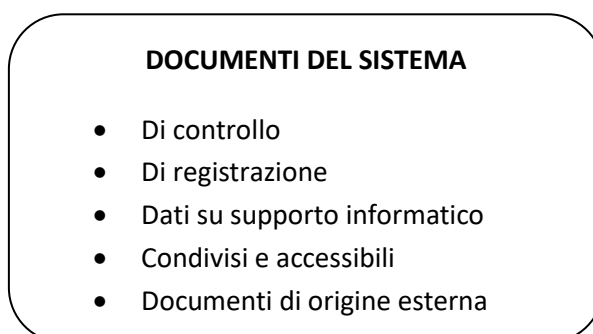 DOCUMENTI DEL SISTEMA
• Di controllo
• Di registrazione
• Dati su supporto informatico
• Condivisi e accessibili
• Documenti di origine esterna